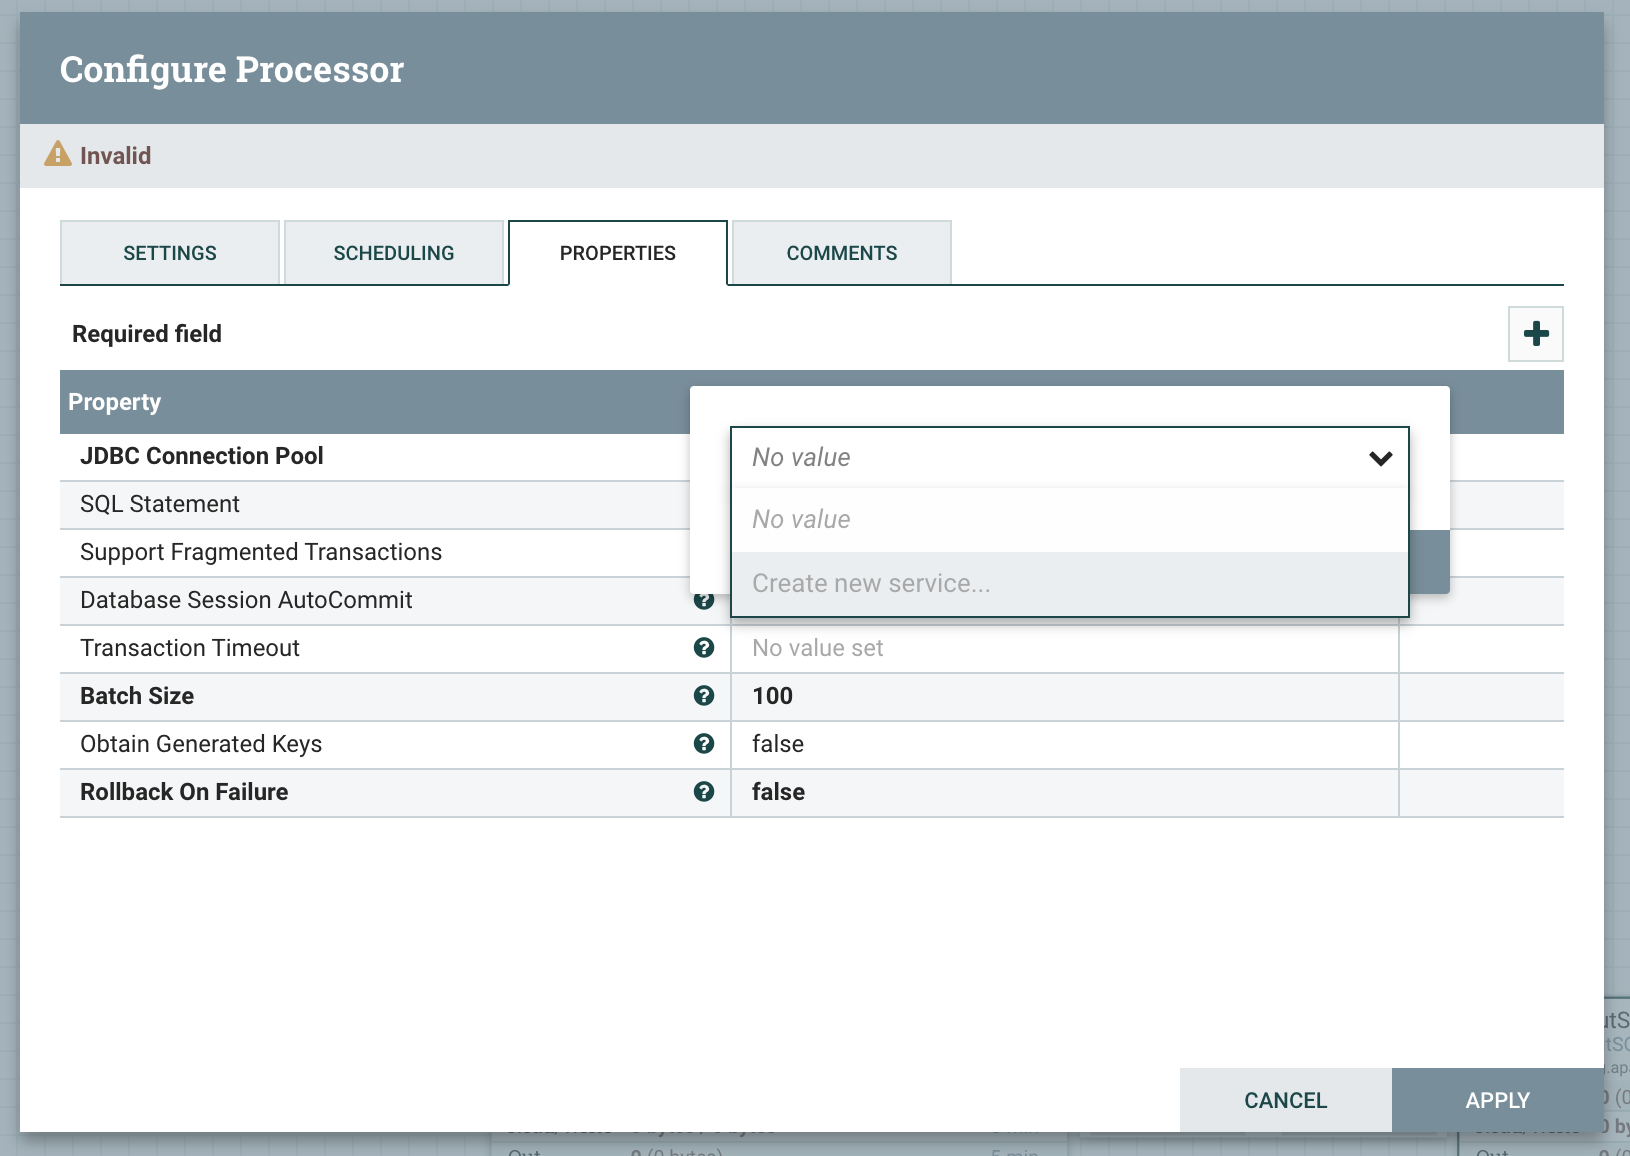 Configure Processor
Invalid
SETTINGS SCHEDULING PROPERTIES COMMENTS
Required field
Property
JDBC Connection Pool No value
SQL Statement No value
Support Fragmented Transactions
Create new service...
Database Session AutoCommit ?
Transaction Timeout ? No value set
Batch Size ? 100
Obtain Generated Keys ? false
Rollback On Failure ? false
CANCEL APPLY
5 min